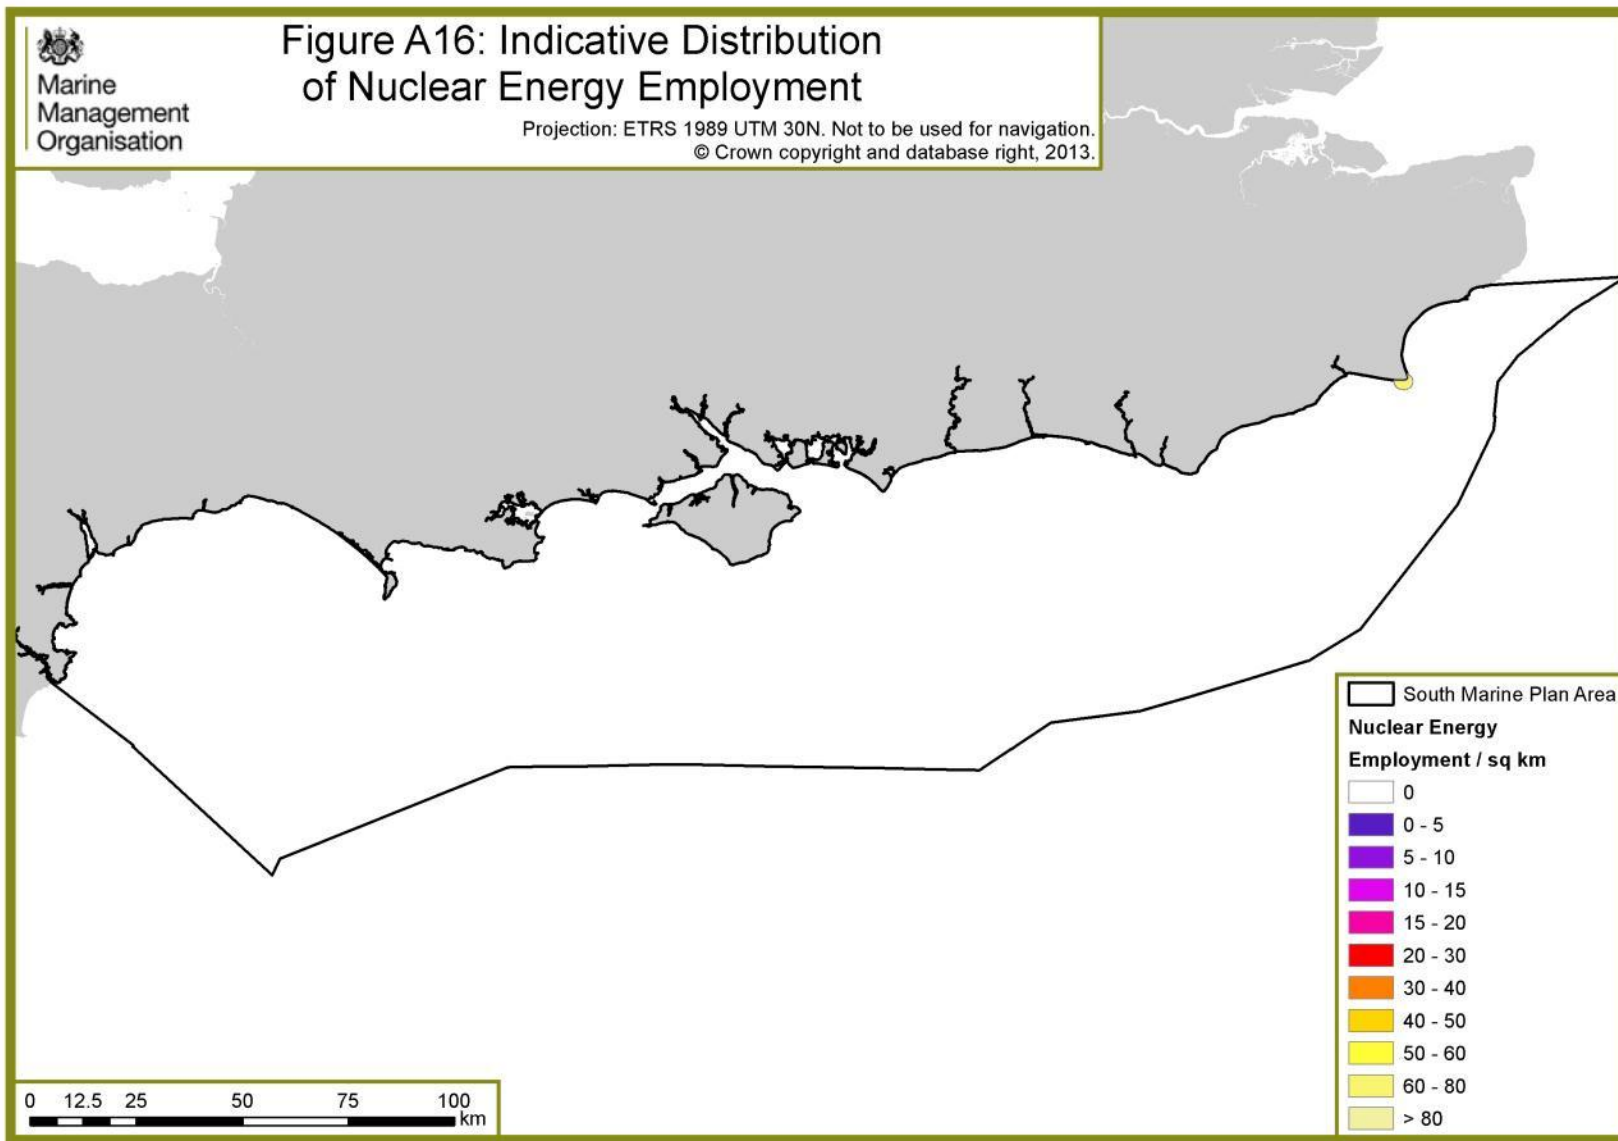 Marine
Management
Organisation
Figure A16: Indicative Distribution
of Nuclear Energy Employment
Projection: ETRS 1989 UTM 30N. Not to be used for navigation.
© Crown copyright and database right, 2013.
South Marine Plan Area
Nuclear Energy
Employment / sq km
0
0 - 5
5 - 10
10 - 15
15 - 20
20 - 30
30 - 40
40 - 50
50 - 60
60 - 80
> 80
0 12.5 25 50 75 100
km